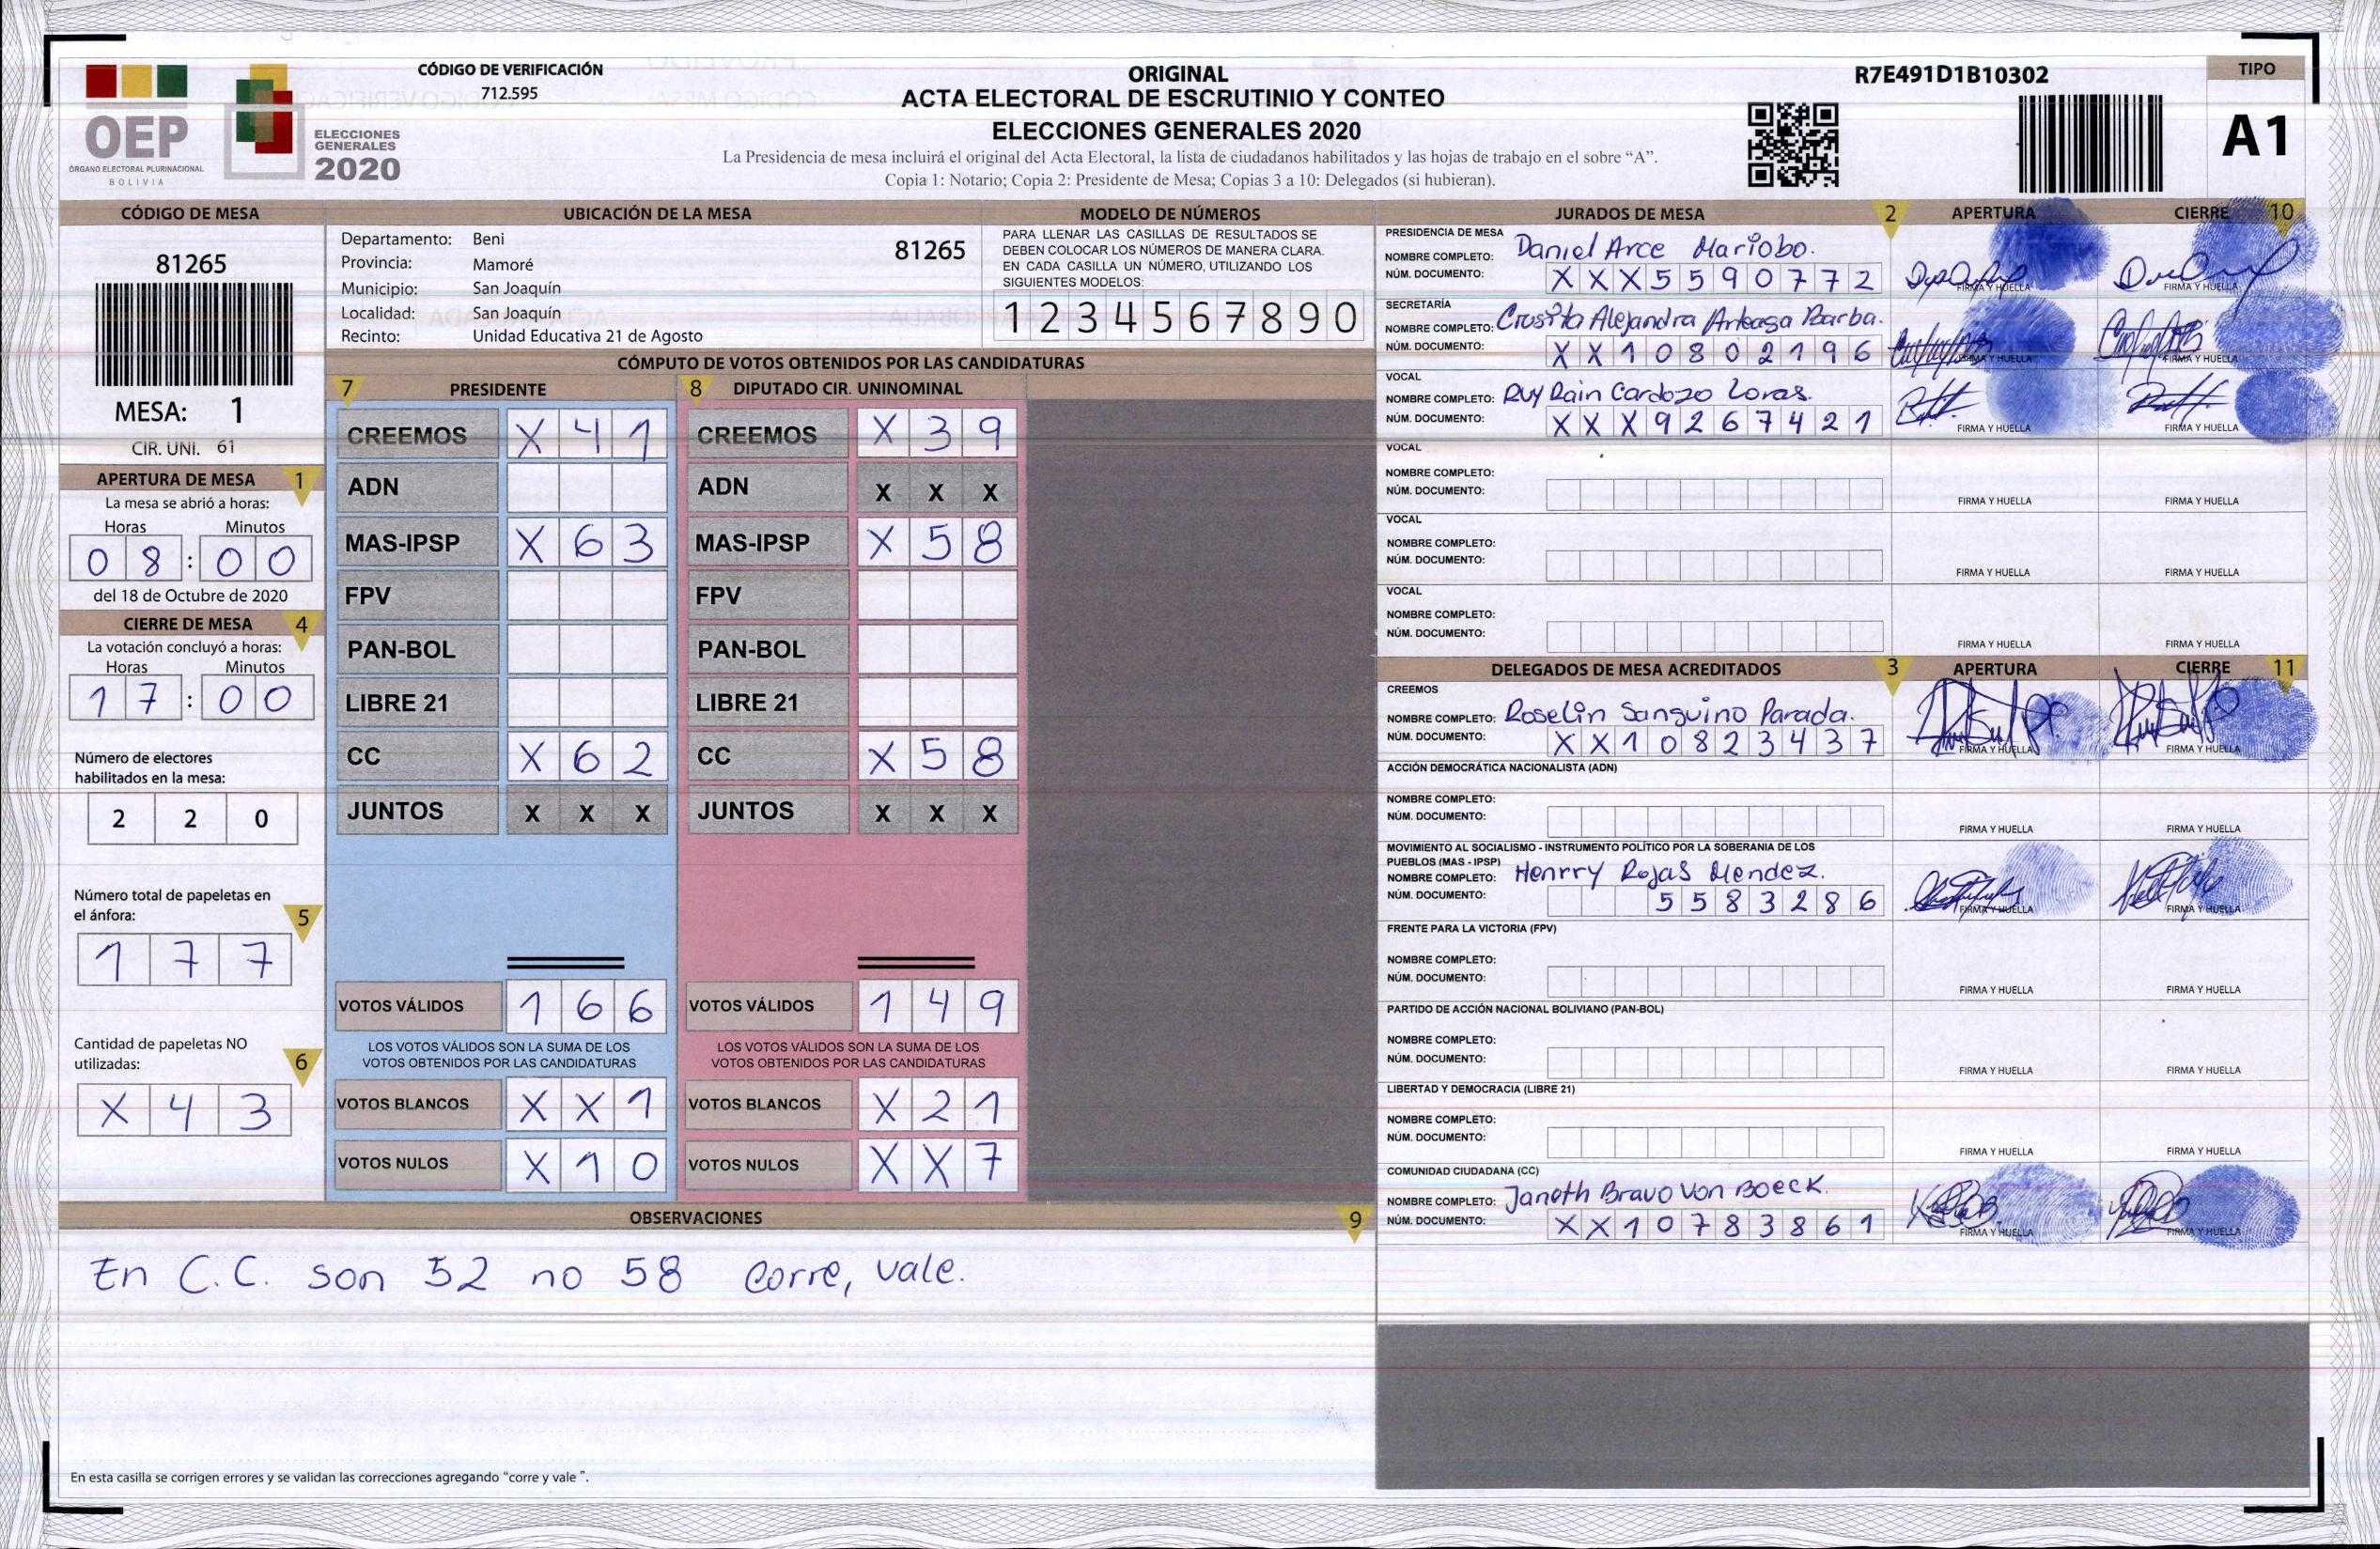 CÓDIGO DE VERIFICACIÓN
712.595
OEP
ÓRGANO ELECTORAL PLURINACIONAL
BOLIVIA
ELECCIONES
GENERALES
2020
ORIGINAL
ACTA ELECTORAL DE ESCRUTINIO Y CONTEO
ELECCIONES GENERALES 2020
La Presidencia de mesa incluirá el original del Acta Electoral, la lista de ciudadanos habilitados y las hojas de trabajo en el sobre “A”.
Copia 1: Notario; Copia 2: Presidente de Mesa; Copias 3 a 10: Delegados (si hubieran).
R7E491D1B10302
TIPO
A1
CÓDIGO DE MESA
81265
MESA: 1
CIR. UNI. 61
APERTURA DE MESA 1
La mesa se abrió a horas:
Horas Minutos
0 8 : 0 0
del 18 de Octubre de 2020
CIERRE DE MESA 4
La votación concluyó a horas:
Horas Minutos
1 7 : 0 0
Número de electores
habilitados en la mesa:
2 2 0
Número total de papeletas en
el ánfora: 5
1 7 7
Cantidad de papeletas NO
utilizadas: 6
X 4 3
UBICACIÓN DE LA MESA
Departamento: Beni 81265
Provincia: Mamoré
Municipio: San Joaquín
Localidad: San Joaquín
Recinto: Unidad Educativa 21 de Agosto
MODELO DE NÚMEROS
PARA LLENAR LAS CASILLAS DE RESULTADOS SE
DEBEN COLOCAR LOS NÚMEROS DE MANERA CLARA.
EN CADA CASILLA UN NÚMERO, UTILIZANDO LOS
SIGUIENTES MODELOS:
1 2 3 4 5 6 7 8 9 0
CÓMPUTO DE VOTOS OBTENIDOS POR LAS CANDIDATURAS
7 PRESIDENTE 8 DIPUTADO CIR. UNINOMINAL
CREEMOS X 4 1 CREEMOS X 3 9
ADN ADN X X X
MAS-IPSP X 6 3 MAS-IPSP X 5 8
FPV FPV
PAN-BOL PAN-BOL
LIBRE 21 LIBRE 21
CC X 6 2 CC X 5 8
JUNTOS X X X JUNTOS X X X
VOTOS VÁLIDOS 1 6 6 VOTOS VÁLIDOS 1 4 9
LOS VOTOS VÁLIDOS SON LA SUMA DE LOS LOS VOTOS VÁLIDOS SON LA SUMA DE LOS
VOTOS OBTENIDOS POR LAS CANDIDATURAS VOTOS OBTENIDOS POR LAS CANDIDATURAS
VOTOS BLANCOS X X 1 VOTOS BLANCOS X 2 1
VOTOS NULOS X 1 0 VOTOS NULOS X X 7
OBSERVACIONES 9
En C.C. son 52 no 58 corre, vale.
En esta casilla se corrigen errores y se validan las correcciones agregando “corre y vale ”.
JURADOS DE MESA 2 APERTURA CIERRE 10
PRESIDENCIA DE MESA
NOMBRE COMPLETO: Daniel Arce Mariobo.
NÚM. DOCUMENTO: X X X 5 5 9 0 7 7 2
FIRMA Y HUELLA FIRMA Y HUELLA
SECRETARÍA
NOMBRE COMPLETO: Alejandra Arteaga Barba.
NÚM. DOCUMENTO: X X 1 0 8 0 2 1 9 6
FIRMA Y HUELLA FIRMA Y HUELLA
VOCAL
NOMBRE COMPLETO: Ruy Dain Cardozo Loras.
NÚM. DOCUMENTO: X X X 9 2 6 7 4 2 1
FIRMA Y HUELLA FIRMA Y HUELLA
VOCAL
NOMBRE COMPLETO:
NÚM. DOCUMENTO:
FIRMA Y HUELLA FIRMA Y HUELLA
VOCAL
NOMBRE COMPLETO:
NÚM. DOCUMENTO:
FIRMA Y HUELLA FIRMA Y HUELLA
VOCAL
NOMBRE COMPLETO:
NÚM. DOCUMENTO:
FIRMA Y HUELLA FIRMA Y HUELLA
DELEGADOS DE MESA ACREDITADOS 3 APERTURA CIERRE 11
CREEMOS
NOMBRE COMPLETO: Roselin Sanguino Parada.
NÚM. DOCUMENTO: X X 1 0 8 2 3 4 3 7
FIRMA Y HUELLA FIRMA Y HUELLA
ACCIÓN DEMOCRÁTICA NACIONALISTA (ADN)
NOMBRE COMPLETO:
NÚM. DOCUMENTO:
FIRMA Y HUELLA FIRMA Y HUELLA
MOVIMIENTO AL SOCIALISMO - INSTRUMENTO POLÍTICO POR LA SOBERANIA DE LOS
PUEBLOS (MAS - IPSP)
NOMBRE COMPLETO: Henrry Rojas Mendez.
NÚM. DOCUMENTO: 5 5 8 3 2 8 6
FIRMA Y HUELLA FIRMA Y HUELLA
FRENTE PARA LA VICTORIA (FPV)
NOMBRE COMPLETO:
NÚM. DOCUMENTO:
FIRMA Y HUELLA FIRMA Y HUELLA
PARTIDO DE ACCIÓN NACIONAL BOLIVIANO (PAN-BOL)
NOMBRE COMPLETO:
NÚM. DOCUMENTO:
FIRMA Y HUELLA FIRMA Y HUELLA
LIBERTAD Y DEMOCRACIA (LIBRE 21)
NOMBRE COMPLETO:
NÚM. DOCUMENTO:
FIRMA Y HUELLA FIRMA Y HUELLA
COMUNIDAD CIUDADANA (CC)
NOMBRE COMPLETO: Janeth Bravo Von Boeck.
NÚM. DOCUMENTO: X X 1 0 7 8 3 8 6 1
FIRMA Y HUELLA FIRMA Y HUELLA